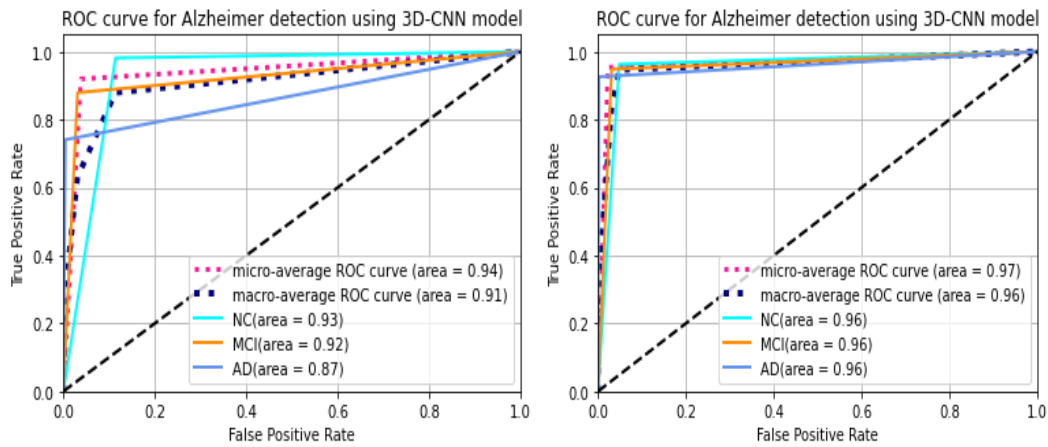 ROC curve for Alzheimer detection using 3D-CNN model
1.0
0.8
0.6
0.4
0.2
0.0
True Positive Rate
micro-average ROC curve (area = 0.94)
macro-average ROC curve (area = 0.91)
NC(area = 0.93)
MCI(area = 0.92)
AD(area = 0.87)
0.0 0.2 0.4 0.6 0.8 1.0
False Positive Rate
ROC curve for Alzheimer detection using 3D-CNN model
1.0
0.8
0.6
0.4
0.2
0.0
True Positive Rate
micro-average ROC curve (area = 0.97)
macro-average ROC curve (area = 0.96)
NC(area = 0.96)
MCI(area = 0.96)
AD(area = 0.96)
0.0 0.2 0.4 0.6 0.8 1.0
False Positive Rate